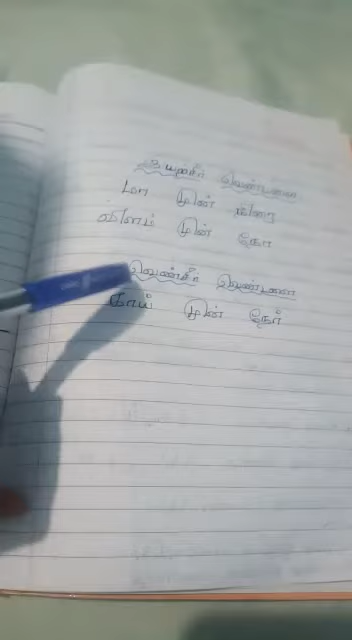 இயற்சீர் வெண்டளை
மா முன் நிரை
விளம் முன் நேர
வெண்சீர் வெண்டளை
காய் முன் நேர்